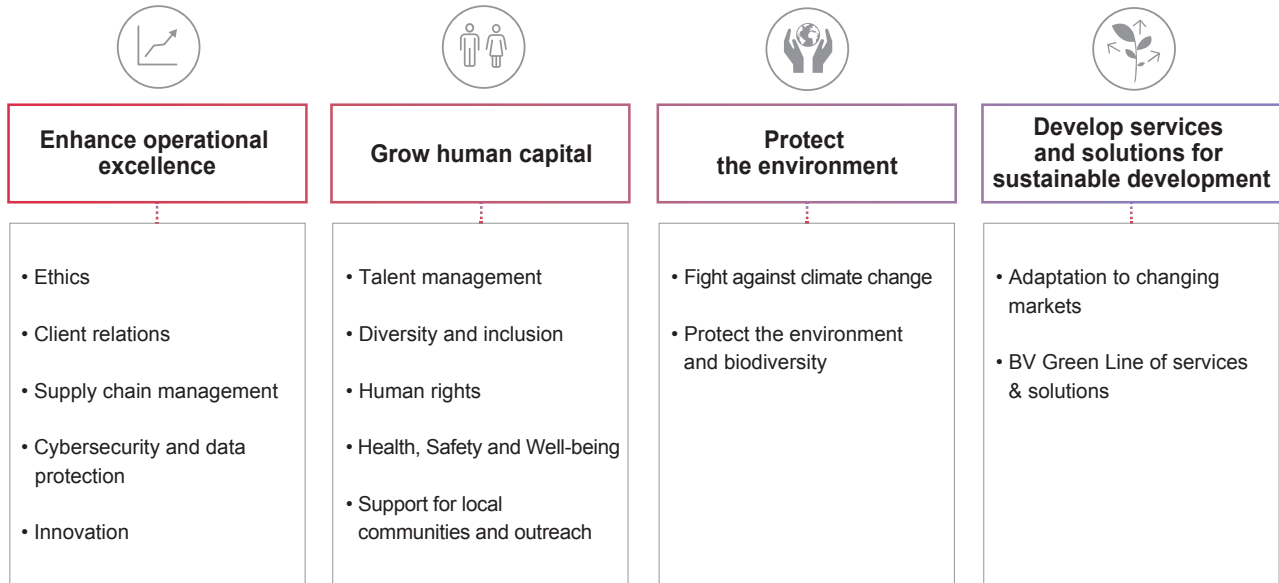 Enhance operational
excellence
• Ethics
• Client relations
• Supply chain management
• Cybersecurity and data
protection
• Innovation
Grow human capital
• Talent management
• Diversity and inclusion
• Human rights
• Health, Safety and Well-being
• Support for local
communities and outreach
Protect
the environment
• Fight against climate change
• Protect the environment
and biodiversity
Develop services
and solutions for
sustainable development
• Adaptation to changing
markets
• BV Green Line of services
& solutions